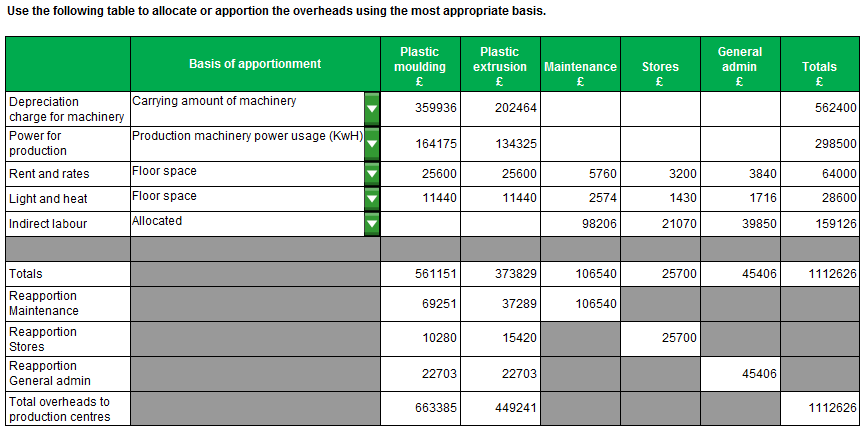 Use the following table to allocate or apportion the overheads using the most appropriate basis.
Basis of apportionment
Plastic
moulding
£
Plastic
extrusion
£
Maintenance
£
Stores
£
General
admin
£
Totals
£
Depreciation
charge for machinery
Carrying amount of machinery
359936 202464 562400
Power for
production
Production machinery power usage (KwH)
164175 134325 298500
Rent and rates Floor space 25600 25600 5760 3200 3840 64000
Light and heat Floor space 11440 11440 2574 1430 1716 28600
Indirect labour Allocated 98206 21070 39850 159126
Totals 561151 373829 106540 25700 45406 1112626
Reapportion
Maintenance
69251 37289 106540
Reapportion
Stores
10280 15420 25700
Reapportion
General admin
22703 22703 45406
Total overheads to
production centres
663385 449241 1112626